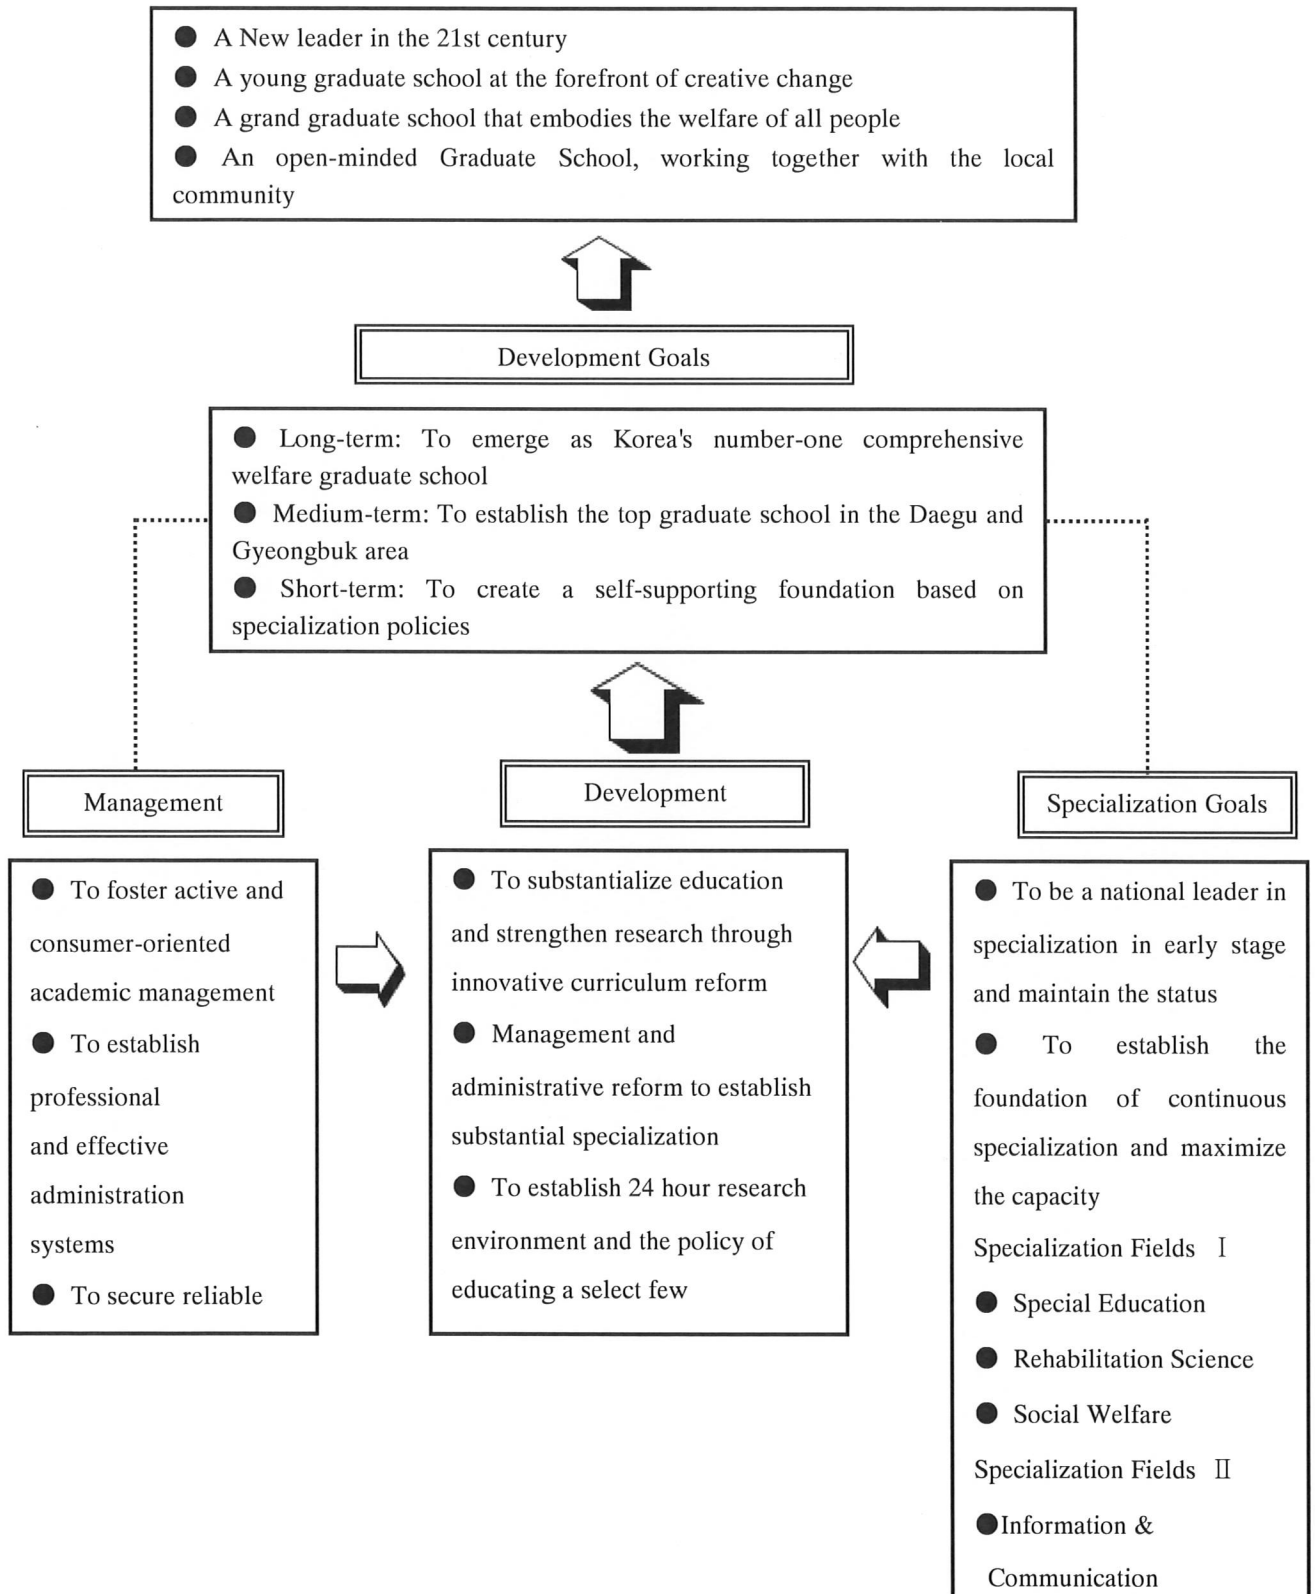 ● A New leader in the 21st century
● A young graduate school at the forefront of creative change
● A grand graduate school that embodies the welfare of all people
● An open-minded Graduate School, working together with the local
community
Development Goals
● Long-term: To emerge as Korea's number-one comprehensive
welfare graduate school
● Medium-term: To establish the top graduate school in the Daegu and
Gyeongbuk area
● Short-term: To create a self-supporting foundation based on
specialization policies
Management
● To foster active and
consumer-oriented
academic management
● To establish
professional
and effective
administration
systems
● To secure reliable
Development
● To substantialize education
and strengthen research through
innovative curriculum reform
● Management and
administrative reform to establish
substantial specialization
● To establish 24 hour research
environment and the policy of
educating a select few
Specialization Goals
● To be a national leader in
specialization in early stage
and maintain the status
● To establish the
foundation of continuous
specialization and maximize
the capacity
Specialization Fields Ⅰ
● Special Education
● Rehabilitation Science
● Social Welfare
Specialization Fields Ⅱ
●Information &
Communication